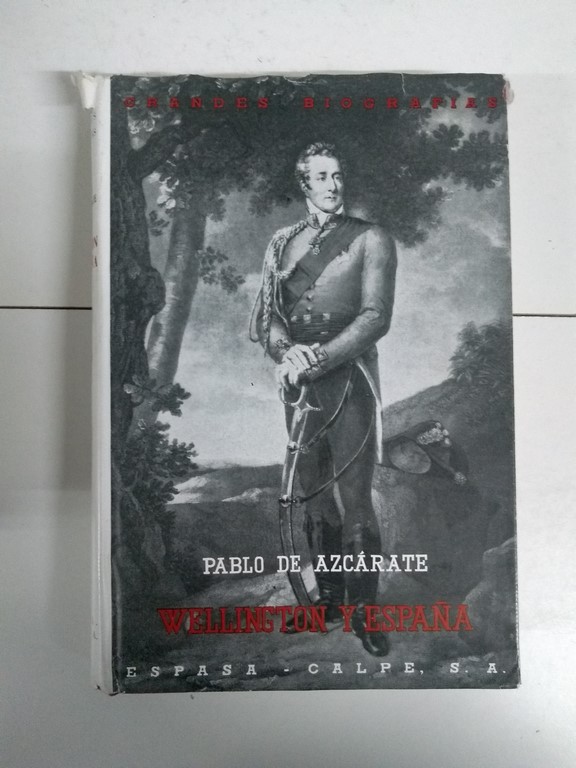 GRANDES BIOGRAFIAS
PABLO DE AZCÁRATE
WELLINGTON Y ESPAÑA
ESPASA - CALPE, S. A.